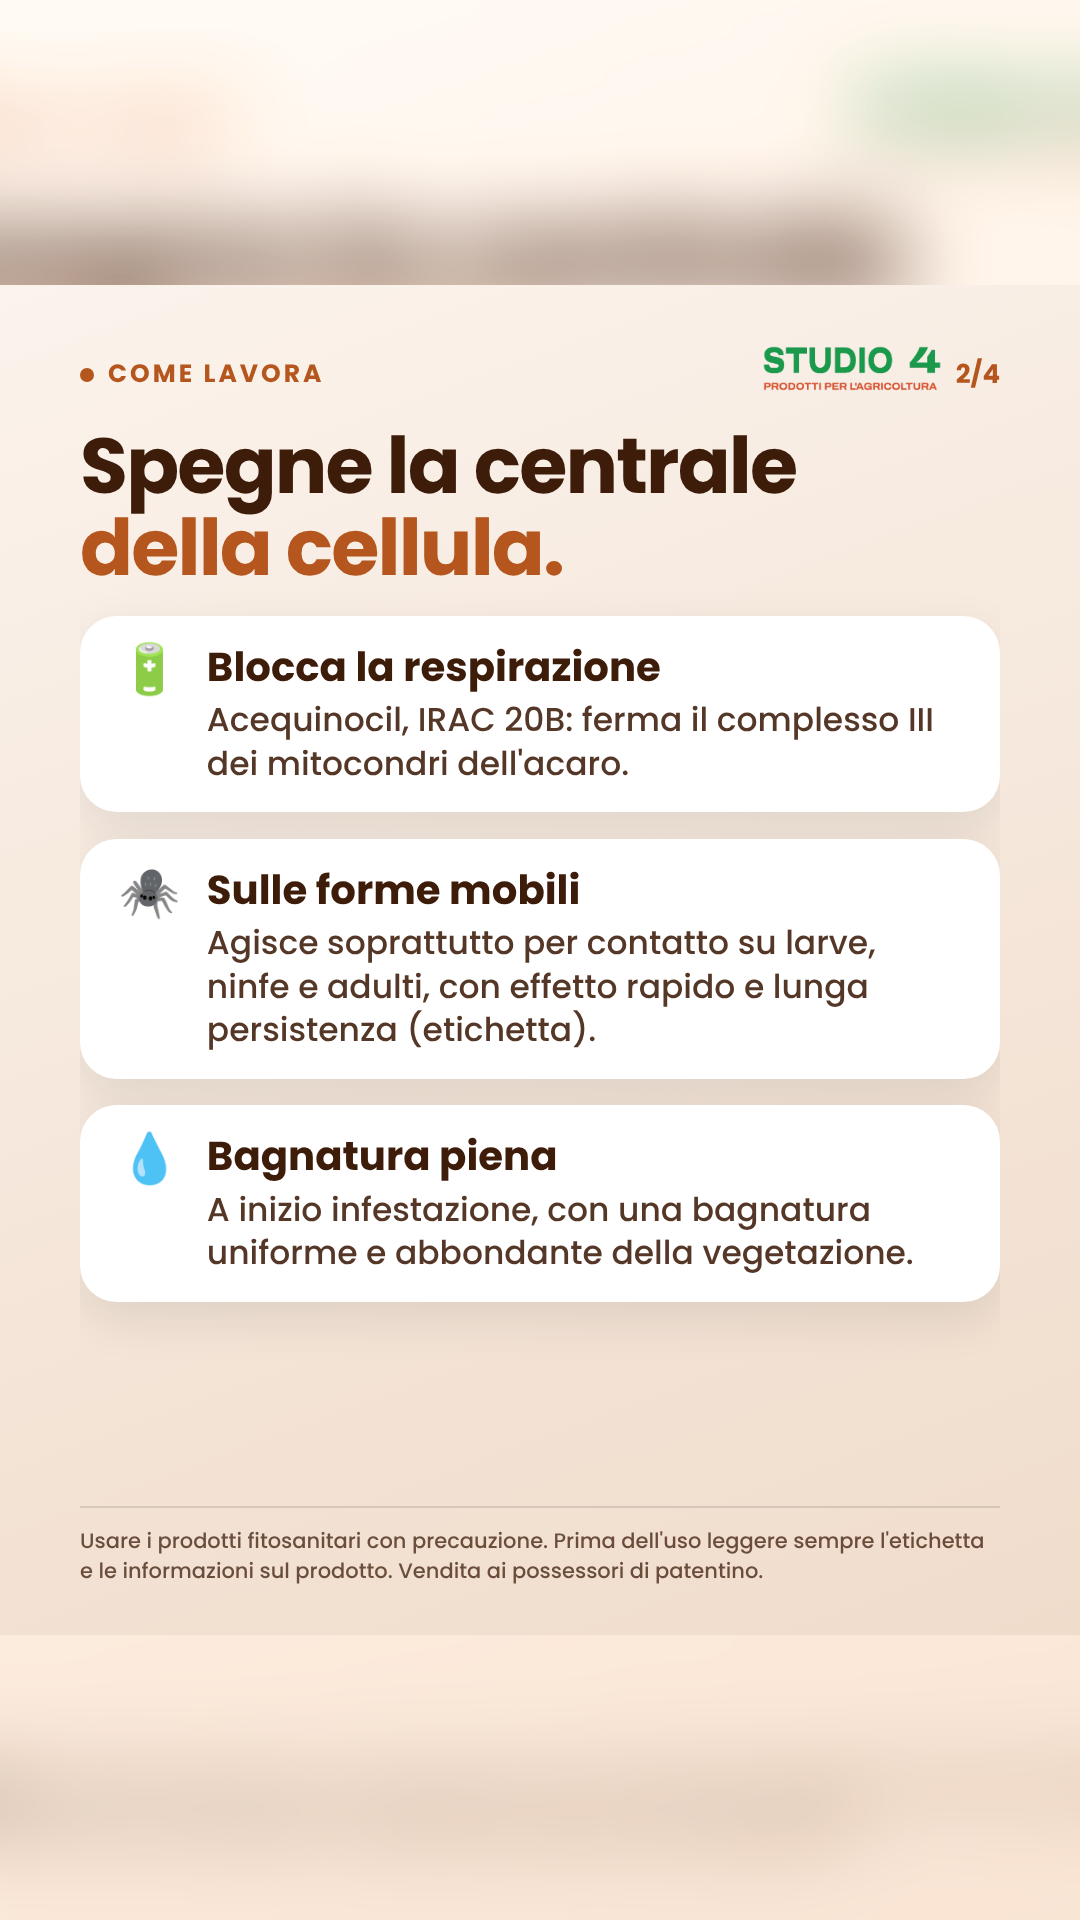 COME LAVORA
STUDIO 4
PRODOTTI PER L'AGRICOLTURA
2/4
Spegne la centrale
della cellula.
Blocca la respirazione
Acequinocil, IRAC 20B: ferma il complesso III
dei mitocondri dell'acaro.
Sulle forme mobili
Agisce soprattutto per contatto su larve,
ninfe e adulti, con effetto rapido e lunga
persistenza (etichetta).
Bagnatura piena
A inizio infestazione, con una bagnatura
uniforme e abbondante della vegetazione.
Usare i prodotti fitosanitari con precauzione. Prima dell'uso leggere sempre l'etichetta
e le informazioni sul prodotto. Vendita ai possessori di patentino.